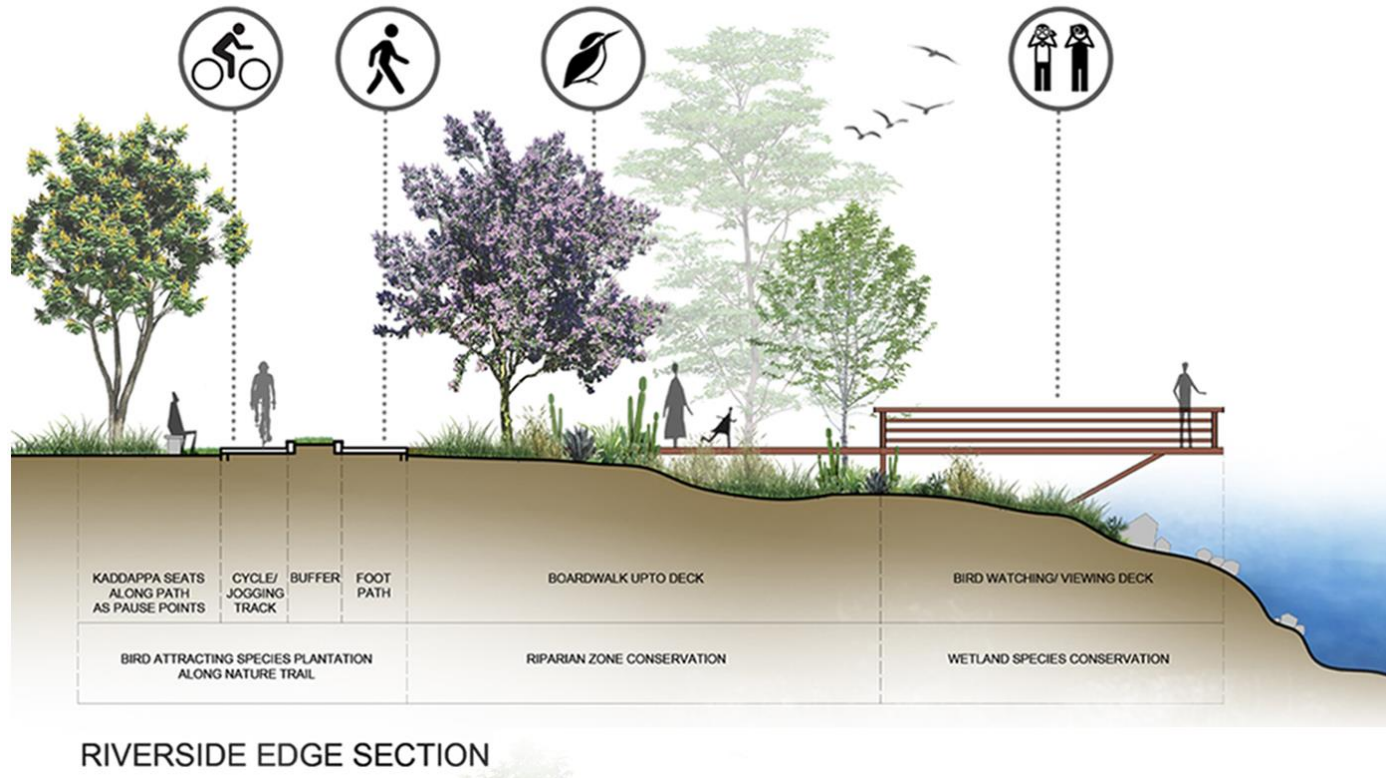 KADDAPPA SEATS
ALONG PATH
AS PAUSE POINTS
CYCLE/
JOGGING
TRACK
BUFFER
FOOT
PATH
BOARDWALK UPTO DECK
BIRD WATCHING/ VIEWING DECK
BIRD ATTRACTING SPECIES PLANTATION
ALONG NATURE TRAIL
RIPARIAN ZONE CONSERVATION
WETLAND SPECIES CONSERVATION
RIVERSIDE EDGE SECTION